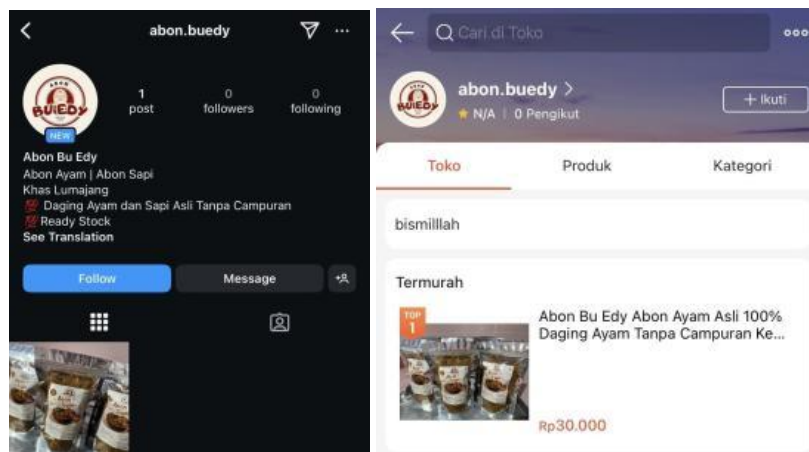 abon.buedy
1
post
0
followers
0
following
ABON
BU EDY
NEW
Abon Bu Edy
Abon Ayam | Abon Sapi
Khas Lumajang
💯 Daging Ayam dan Sapi Asli Tanpa Campuran
💯 Ready Stock
See Translation
Follow
Message
Cari di Toko
abon.buedy >
N/A | 0 Pengikut
+ Ikuti
Toko
Produk
Kategori
bismilllah
Termurah
TOP
1
Abon Bu Edy Abon Ayam Asli 100%
Daging Ayam Tanpa Campuran Ke...
Rp30.000